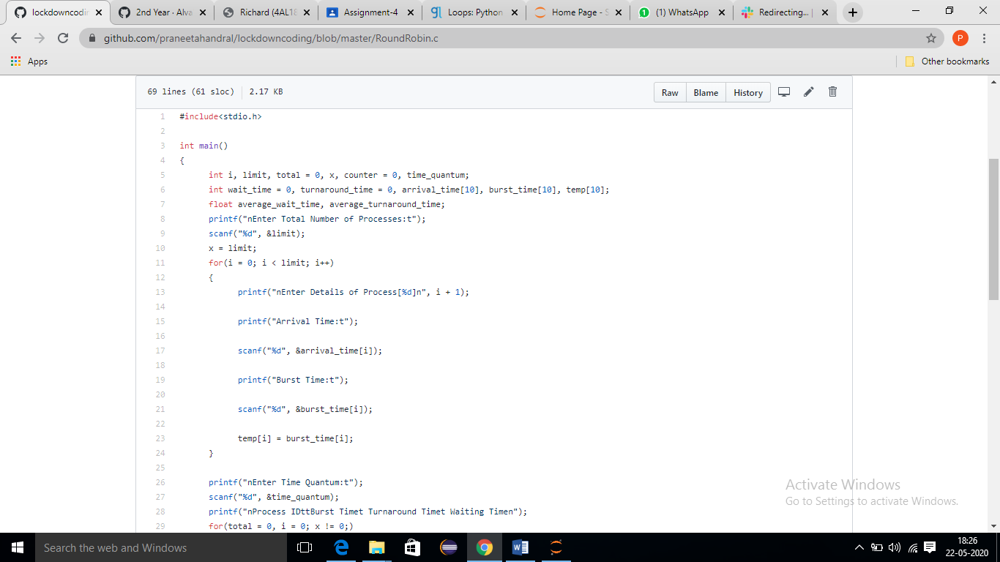 lockdowncodin
2nd Year · Alva
Richard (4AL18
Assignment-4
Loops: Python
Home Page - S
(1) WhatsApp
Redirecting... |
github.com/praneetahandral/lockdowncoding/blob/master/RoundRobin.c
P
Apps
Other bookmarks
69 lines (61 sloc) 2.17 KB
Raw Blame History
1 #include<stdio.h>
2
3 int main()
4 {
5 int i, limit, total = 0, x, counter = 0, time_quantum;
6 int wait_time = 0, turnaround_time = 0, arrival_time[10], burst_time[10], temp[10];
7 float average_wait_time, average_turnaround_time;
8 printf("nEnter Total Number of Processes:t");
9 scanf("%d", &limit);
10 x = limit;
11 for(i = 0; i < limit; i++)
12 {
13 printf("nEnter Details of Process[%d]n", i + 1);
14
15 printf("Arrival Time:t");
16
17 scanf("%d", &arrival_time[i]);
18
19 printf("Burst Time:t");
20
21 scanf("%d", &burst_time[i]);
22
23 temp[i] = burst_time[i];
24 }
25
26 printf("nEnter Time Quantum:t");
27 scanf("%d", &time_quantum);
28 printf("nProcess IDttBurst Timet Turnaround Timet Waiting Timen");
29 for(total = 0, i = 0; x != 0;)
Activate Windows
Go to Settings to activate Windows.
Search the web and Windows
18:26
22-05-2020